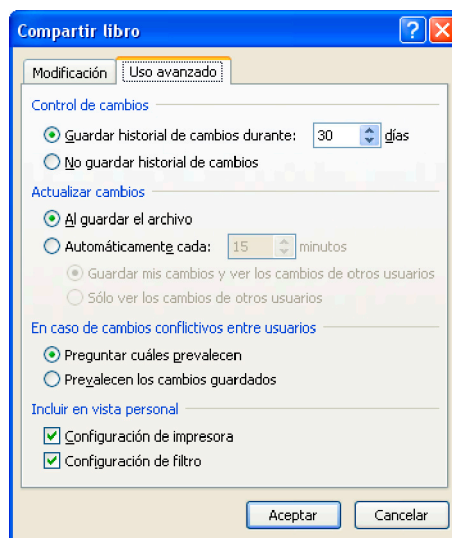 Compartir libro
Modificación Uso avanzado
Control de cambios
Guardar historial de cambios durante: 30 días
No guardar historial de cambios
Actualizar cambios
Al guardar el archivo
Automáticamente cada: 15 minutos
Guardar mis cambios y ver los cambios de otros usuarios
Sólo ver los cambios de otros usuarios
En caso de cambios conflictivos entre usuarios
Preguntar cuáles prevalecen
Prevalecen los cambios guardados
Incluir en vista personal
Configuración de impresora
Configuración de filtro
Aceptar Cancelar